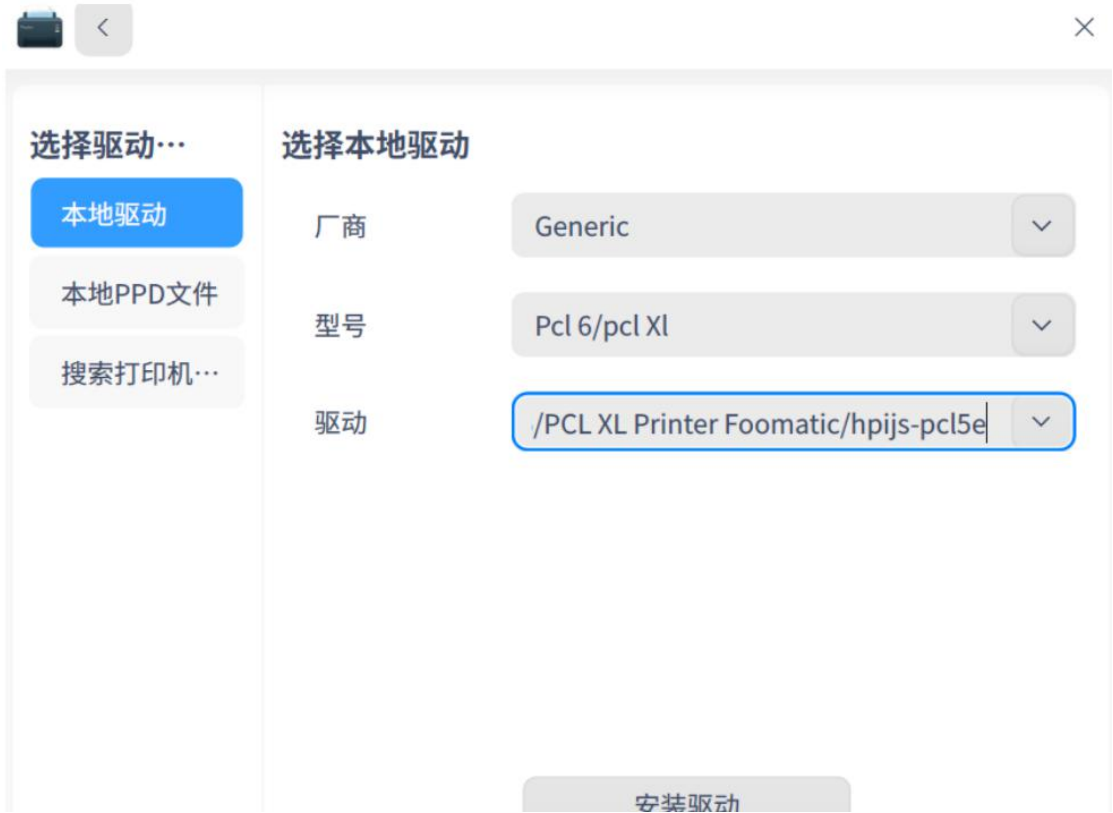 选择驱动…
本地驱动
本地PPD文件
搜索打印机…
选择本地驱动
厂商
Generic
型号
Pcl 6/pcl Xl
驱动
/PCL XL Printer Foomatic/hpijs-pcl5e
安装驱动